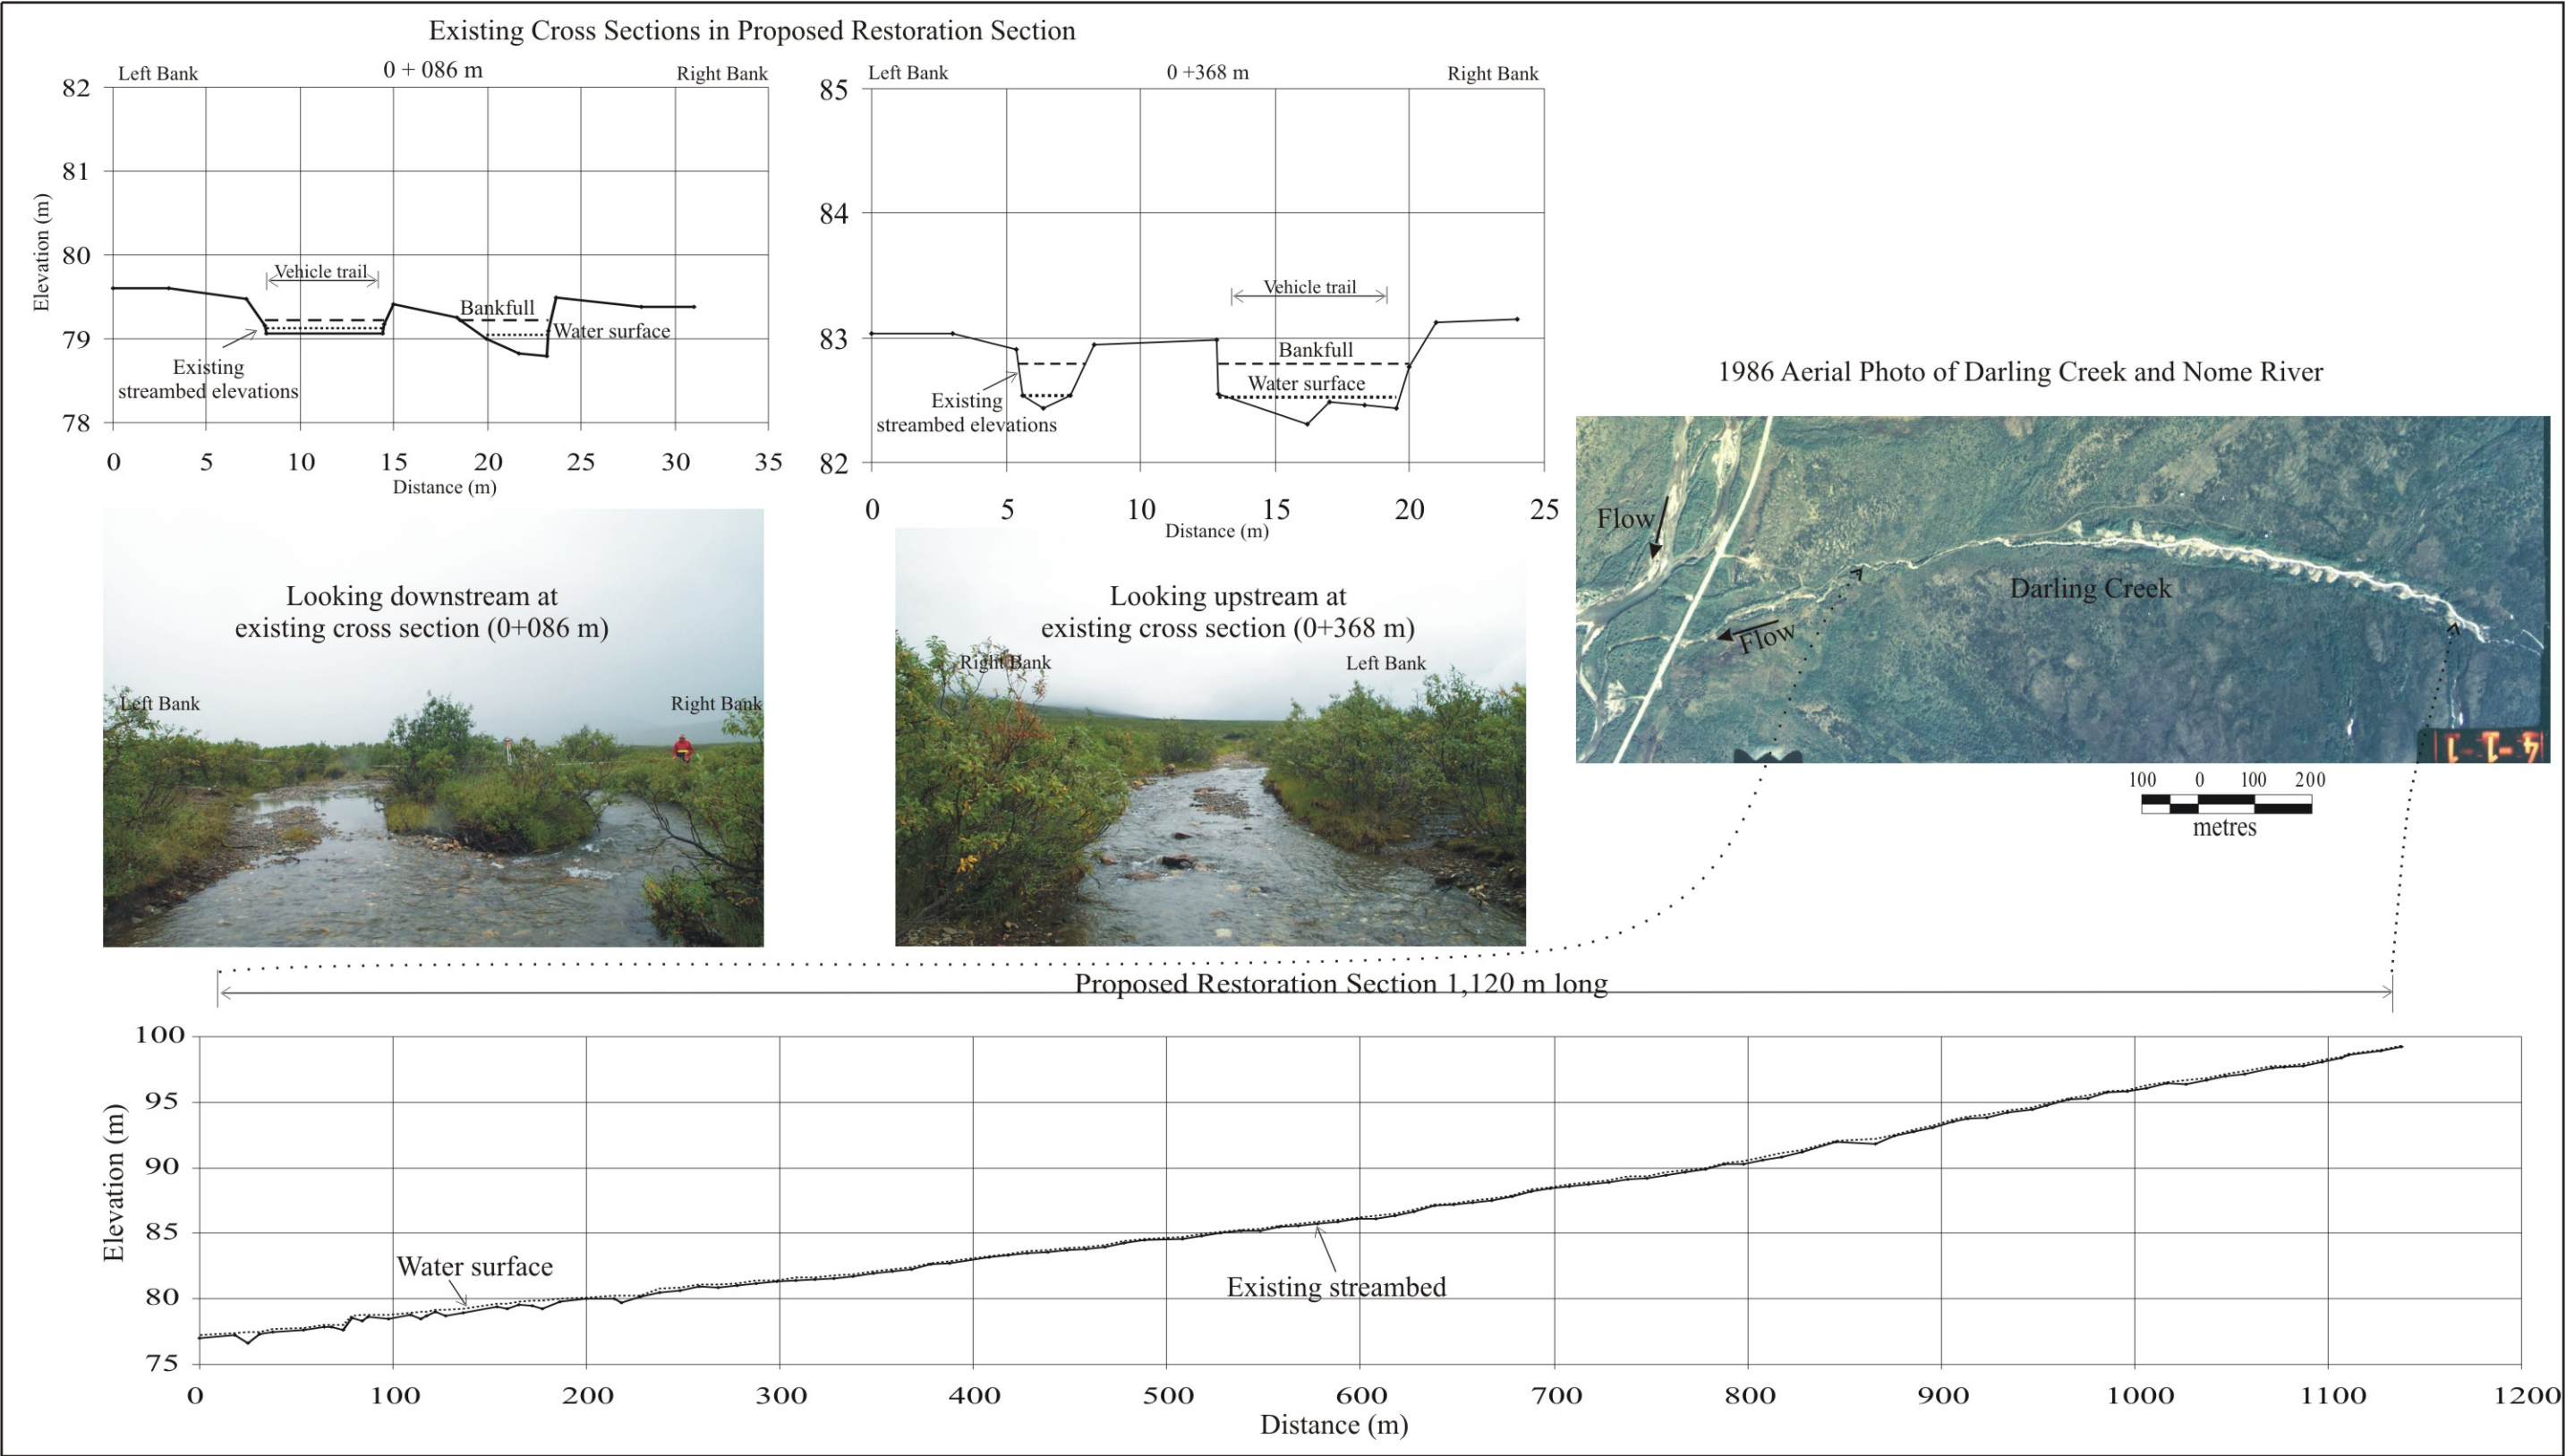 Existing Cross Sections in Proposed Restoration Section
Left Bank 0 + 086 m Right Bank
82
81
80
79
78
Elevation (m)
Vehicle trail
Bankfull
Water surface
Existing
streambed elevations
0 5 10 15 20 25 30 35
Distance (m)
Left Bank 0 +368 m Right Bank
85
84
83
82
Vehicle trail
Bankfull
Water surface
Existing
streambed elevations
0 5 10 15 20 25
Distance (m)
Looking downstream at
existing cross section (0+086 m)
Left Bank Right Bank
Looking upstream at
existing cross section (0+368 m)
Right Bank Left Bank
1986 Aerial Photo of Darling Creek and Nome River
Flow
Darling Creek
Flow
100 0 100 200
metres
Proposed Restoration Section 1,120 m long
100
95
90
85
80
75
Elevation (m)
Water surface
Existing streambed
0 100 200 300 400 500 600 700 800 900 1000 1100 1200
Distance (m)